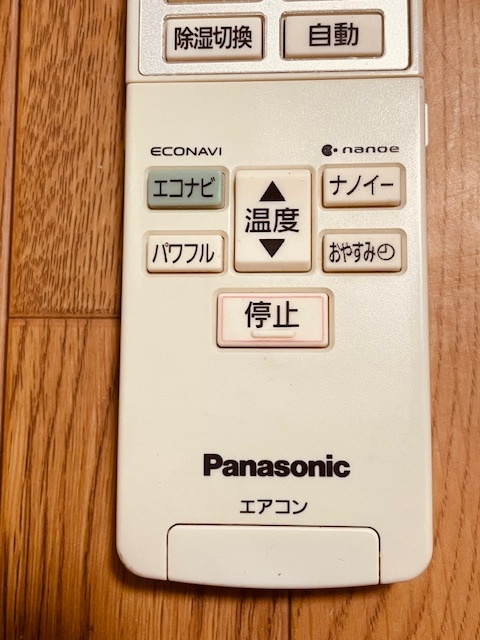 除湿切換
自動
ECONAVI
nanoe
エコナビ
▲
温度
▼
ナノイー
パワフル
おやすみ
停止
Panasonic
エアコン